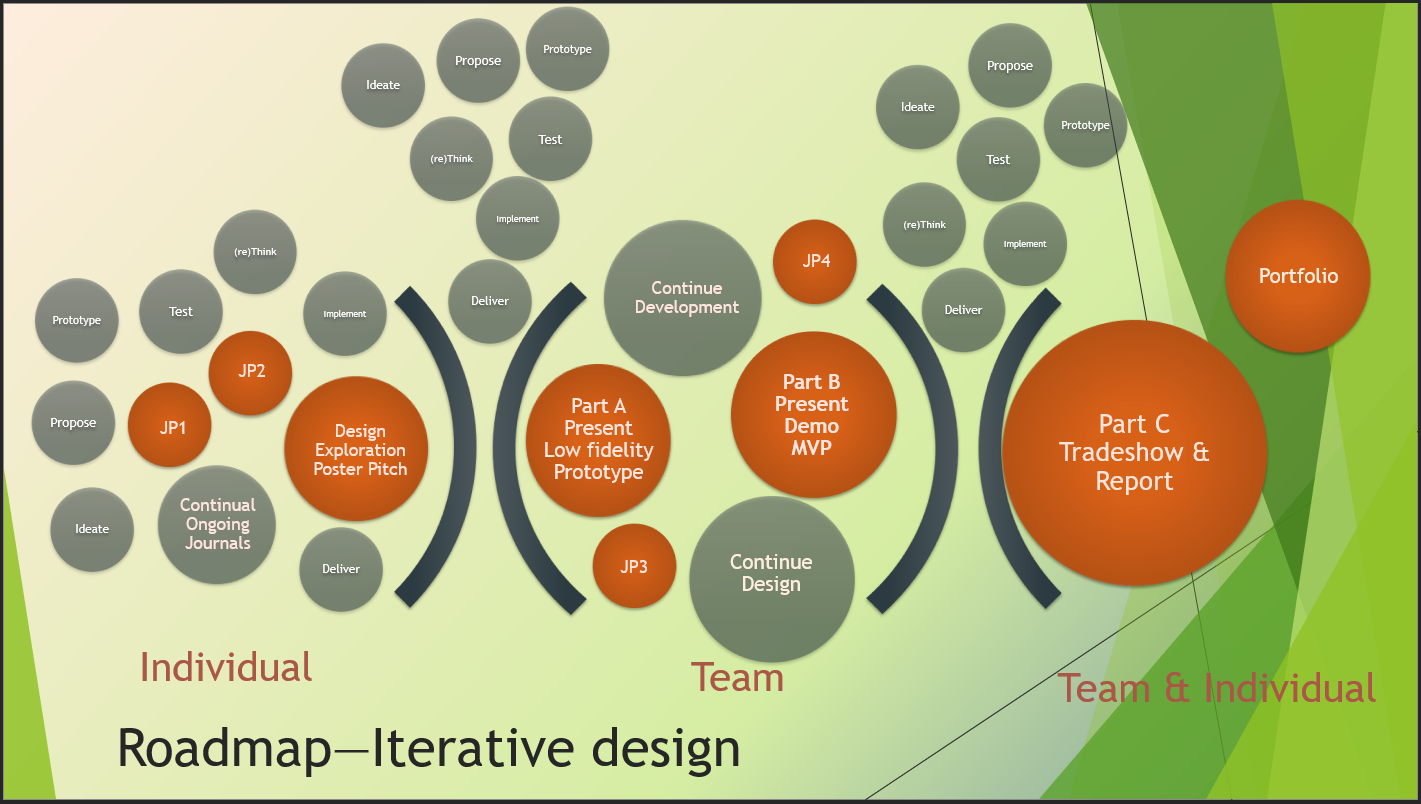 Prototype
Propose
Ideate
Propose
Prototype
Ideate
Prototype
Test
(re)Think
Test
(re)Think
Implement
(re)Think
Implement
Test
Implement
Deliver
Deliver
Prototype
Propose
Ideate
JP2
JP1
Design
Exploration
Poster Pitch
Continual
Ongoing
Journals
Deliver
Continue
Development
JP4
Part A
Present
Low fidelity
Prototype
Part B
Present
Demo
MVP
JP3
Continue
Design
Portfolio
Part C
Tradeshow &
Report
Individual
Team
Team & Individual
Roadmap—Iterative design